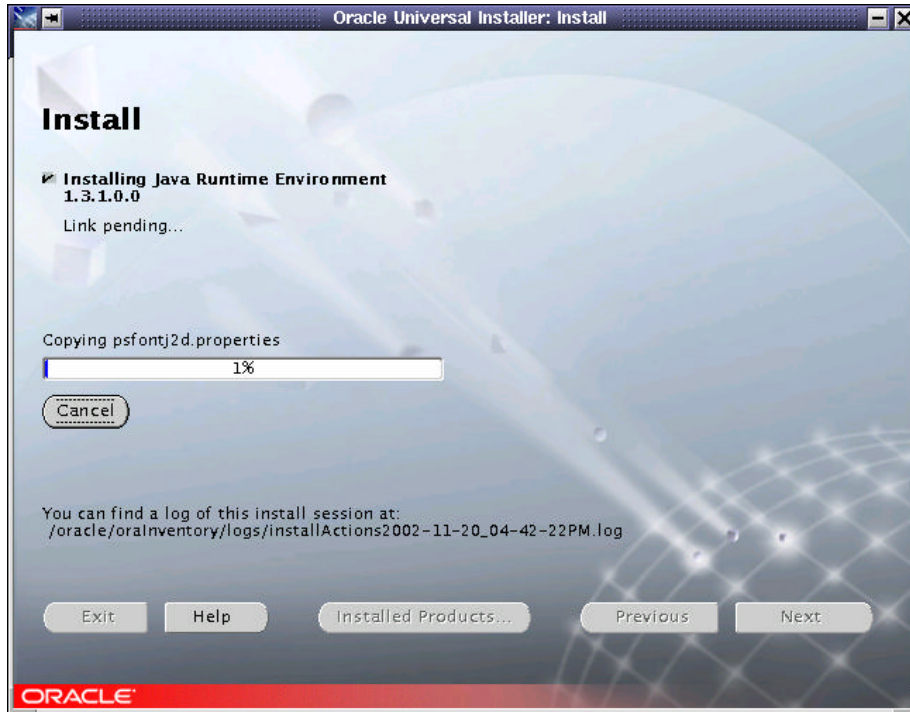 Oracle Universal Installer: Install
Install
Installing Java Runtime Environment
1.3.1.0.0
Link pending...
Copying psfontj2d.properties
1%
Cancel
You can find a log of this install session at:
/oracle/oraInventory/logs/installActions2002-11-20_04-42-22PM.log
Exit Help Installed Products... Previous Next
ORACLE